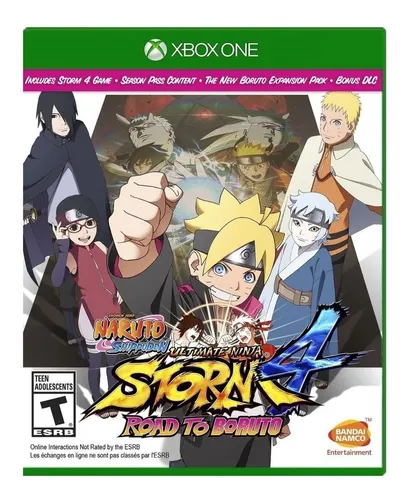 XBOX ONE
INCLUDES STORM 4 GAME • SEASON PASS CONTENT • THE NEW BORUTO EXPANSION PACK • BONUS DLC
NARUTO
SHIPPUDEN
ULTIMATE NINJA
STORM 4
ROAD TO BORUTO
TEEN
ADOLESCENTS
T
ESRB
Online Interactions Not Rated by the ESRB
Les échanges en ligne ne sont pas classés par l'ESRB
BANDAI
NAMCO
TM
Entertainment